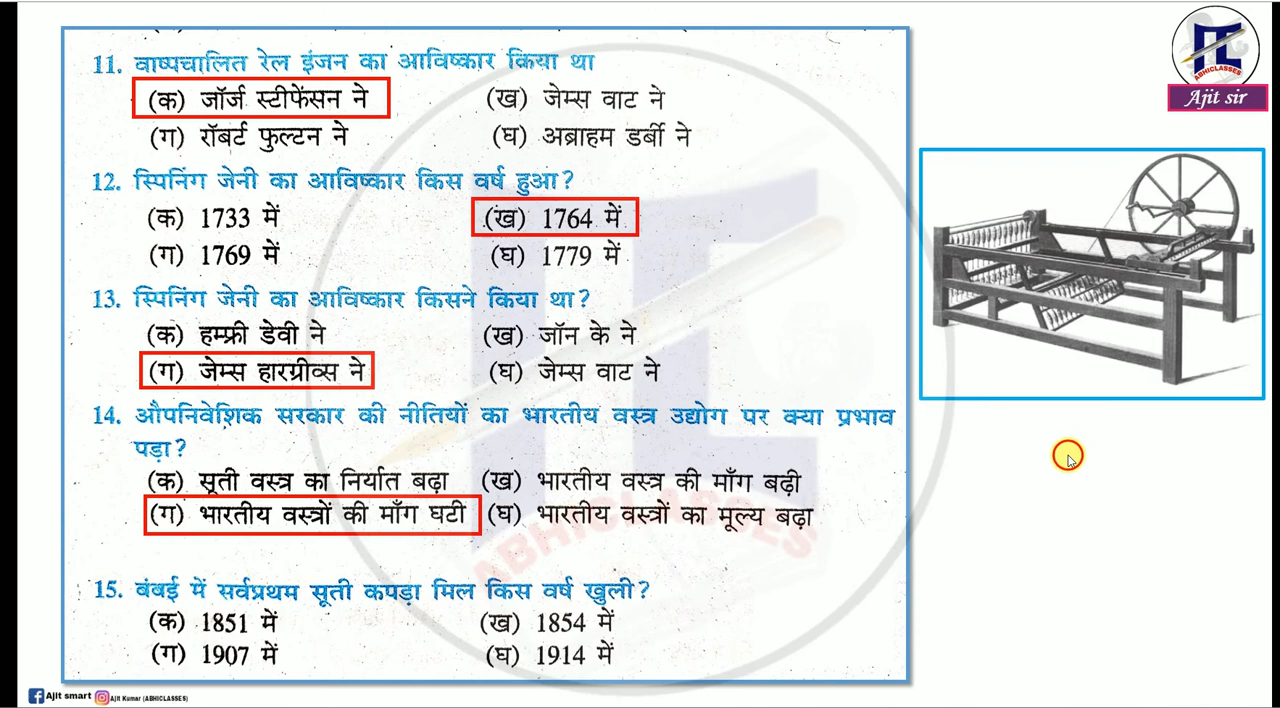 11. वाष्पचालित रेल इंजन का आविष्कार किया था
(क) जॉर्ज स्टीफेंसन ने (ख) जेम्स वाट ने
(ग) रॉबर्ट फुल्टन ने (घ) अब्राहम डर्बी ने
12. स्पिनिंग जेनी का आविष्कार किस वर्ष हुआ?
(क) 1733 में (ख) 1764 में
(ग) 1769 में (घ) 1779 में
13. स्पिनिंग जेनी का आविष्कार किसने किया था?
(क) हम्फ्री डेवी ने (ख) जॉन के ने
(ग) जेम्स हारग्रीव्स ने (घ) जेम्स वाट ने
14. औपनिवेशिक सरकार की नीतियों का भारतीय वस्त्र उद्योग पर क्या प्रभाव
पड़ा?
(क) सूती वस्त्र का निर्यात बढ़ा (ख) भारतीय वस्त्र की माँग बढ़ी
(ग) भारतीय वस्त्रों की माँग घटी (घ) भारतीय वस्त्रों का मूल्य बढ़ा
15. बंबई में सर्वप्रथम सूती कपड़ा मिल किस वर्ष खुली?
(क) 1851 में (ख) 1854 में
(ग) 1907 में (घ) 1914 में
ABHICLASSES
ABHICLASSES
Ajit sir
Ajit smart Ajit Kumar (ABHICLASSES)